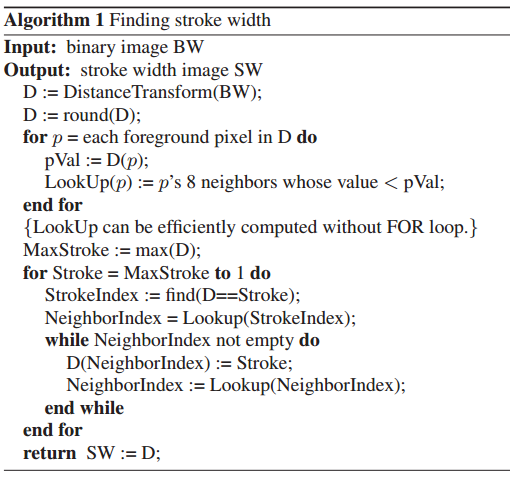 Algorithm 1 Finding stroke width
Input: binary image BW
Output: stroke width image SW
D := DistanceTransform(BW);
D := round(D);
for p = each foreground pixel in D do
pVal := D(p);
LookUp(p) := p's 8 neighbors whose value < pVal;
end for
{LookUp can be efficiently computed without FOR loop.}
MaxStroke := max(D);
for Stroke = MaxStroke to 1 do
StrokeIndex := find(D==Stroke);
NeighborIndex = Lookup(StrokeIndex);
while NeighborIndex not empty do
D(NeighborIndex) := Stroke;
NeighborIndex := Lookup(NeighborIndex);
end while
end for
return SW := D;